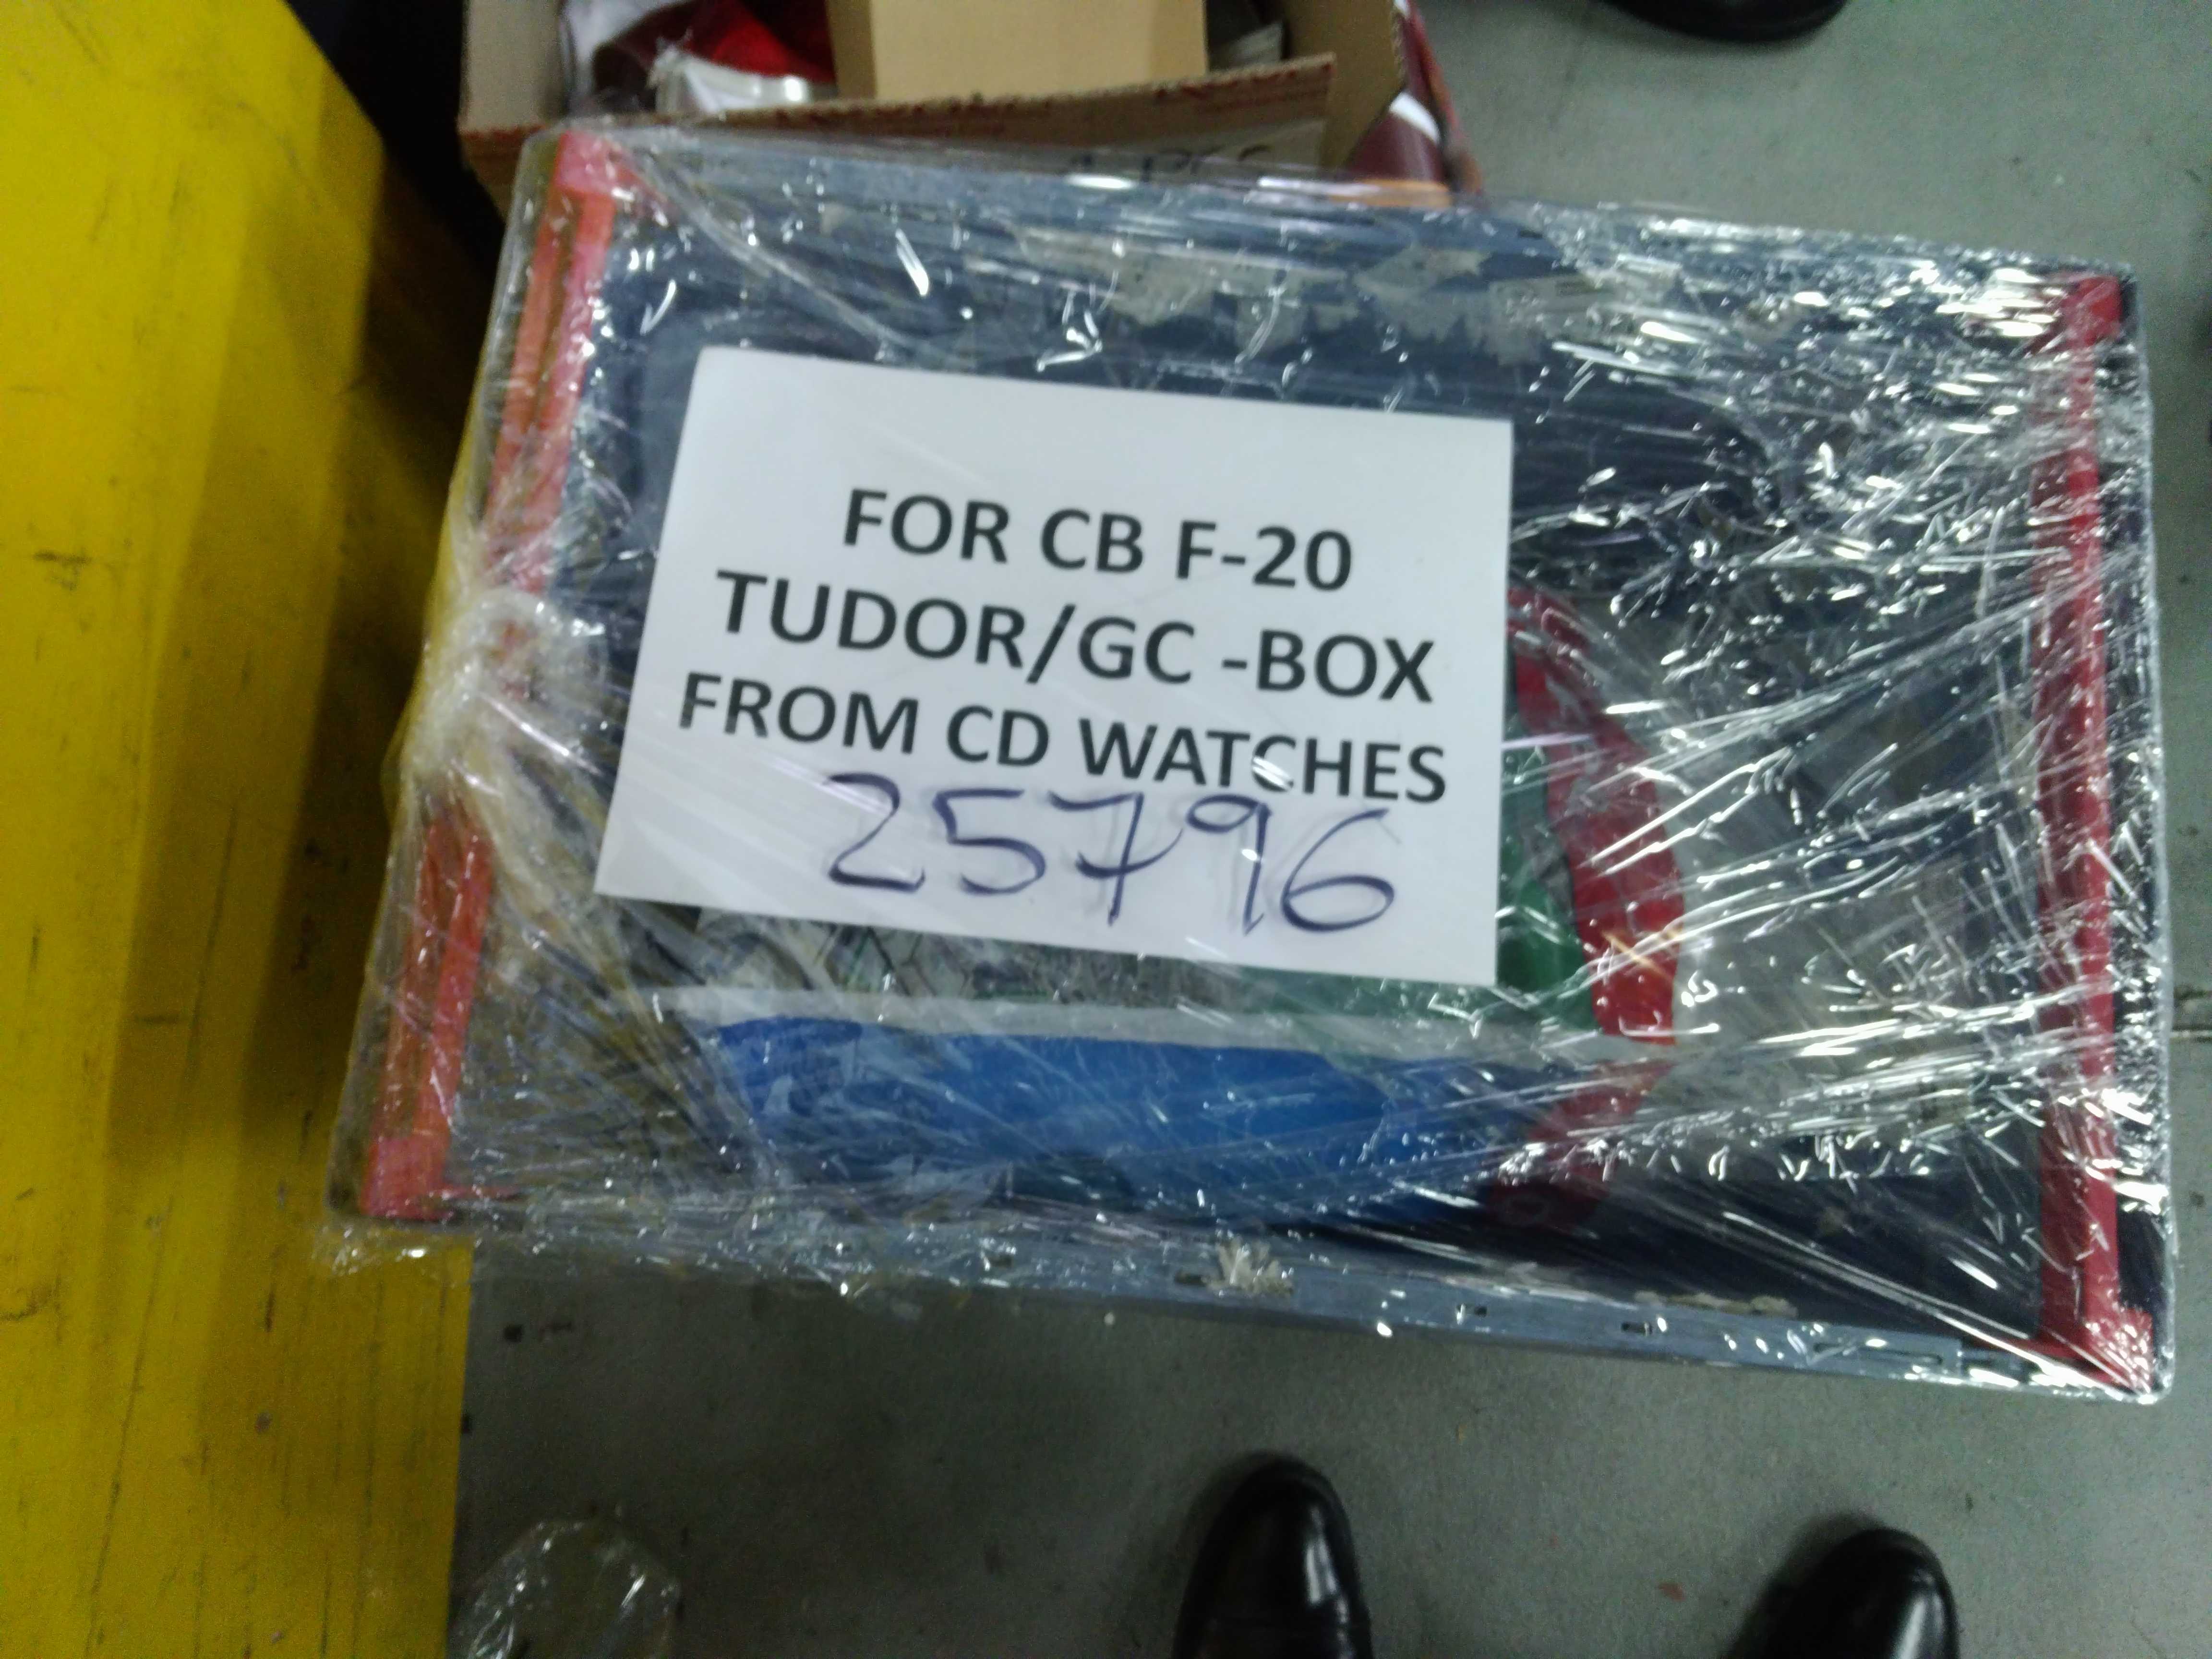 FOR CB F-20
TUDOR/GC -BOX
FROM CD WATCHES
25796